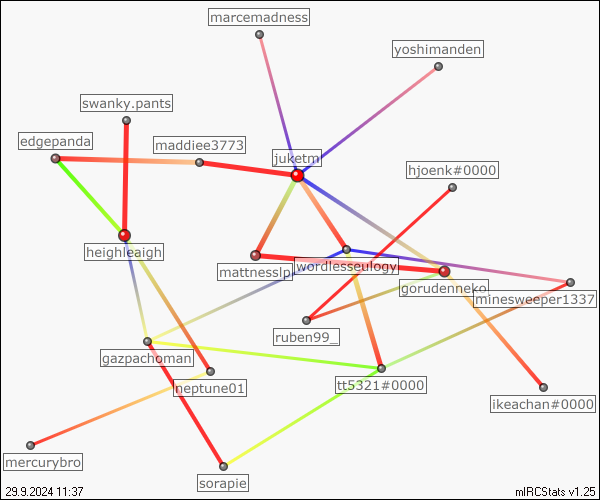 marcemadness
yoshimanden
swanky.pants
edgepanda
maddiee3773
juketm
hjoenk#0000
heighleaigh
mattnesslp
wordlesseulogy
gorudenneko
minesweeper1337
ruben99_
gazpachoman
neptune01
tt5321#0000
ikeachan#0000
mercurybro
sorapie
29.9.2024 11:37
mIRCStats v1.25